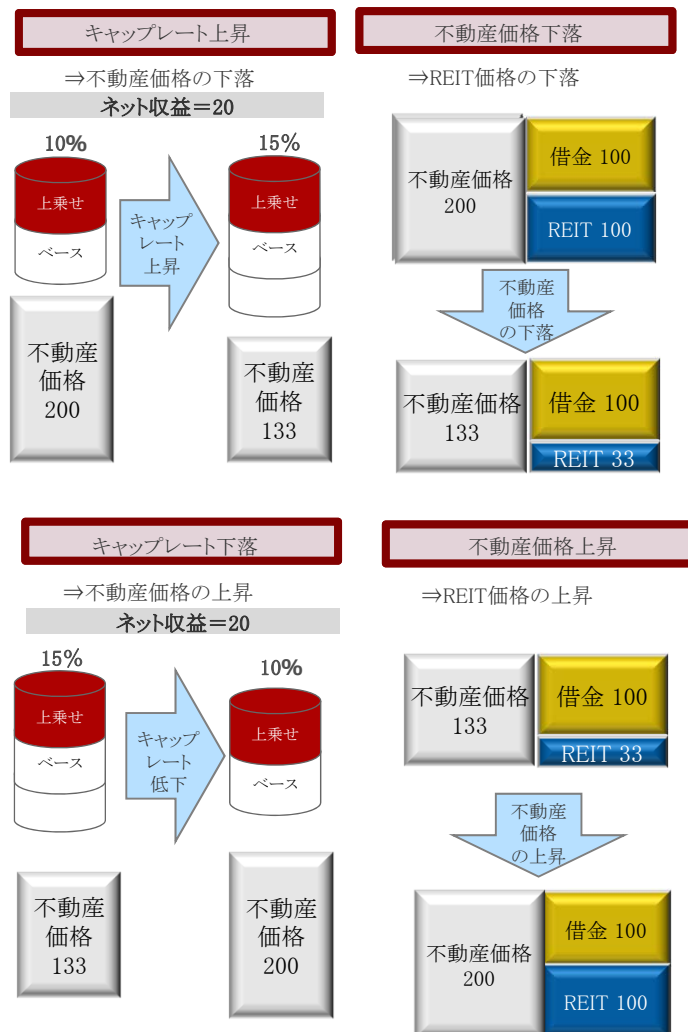 キャップレート上昇
⇒不動産価格の下落
ネット収益＝20
10%
15%
上乗せ
ベース
キャップ
レート
上昇
上乗せ
ベース
不動産
価格
200
不動産
価格
133
不動産価格下落
⇒REIT価格の下落
不動産価格
200
借金 100
REIT 100
不動産
価格
の下落
不動産価格
133
借金 100
REIT 33
キャップレート下落
⇒不動産価格の上昇
ネット収益＝20
15%
10%
上乗せ
ベース
キャップ
レート
低下
上乗せ
ベース
不動産
価格
133
不動産
価格
200
不動産価格上昇
⇒REIT価格の上昇
不動産価格
133
借金 100
REIT 33
不動産
価格
の上昇
不動産価格
200
借金 100
REIT 100